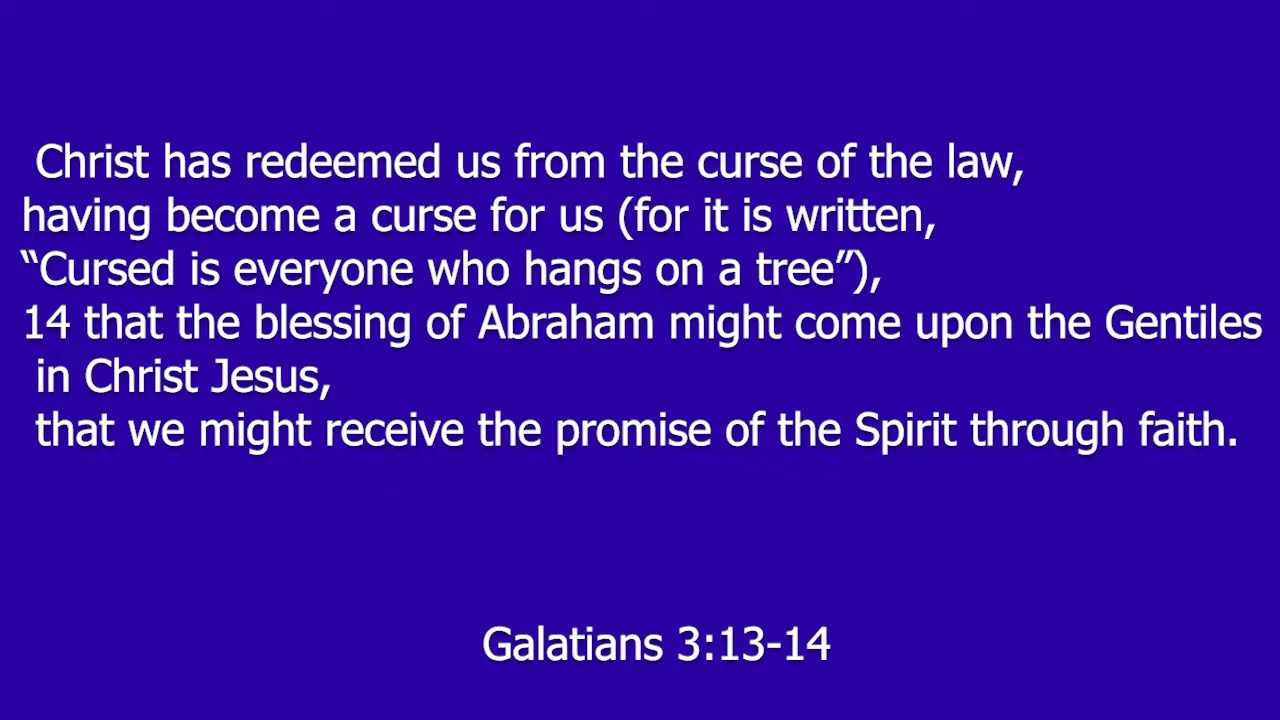 Christ has redeemed us from the curse of the law,
having become a curse for us (for it is written,
“Cursed is everyone who hangs on a tree”),
14 that the blessing of Abraham might come upon the Gentiles
in Christ Jesus,
that we might receive the promise of the Spirit through faith.
Galatians 3:13-14